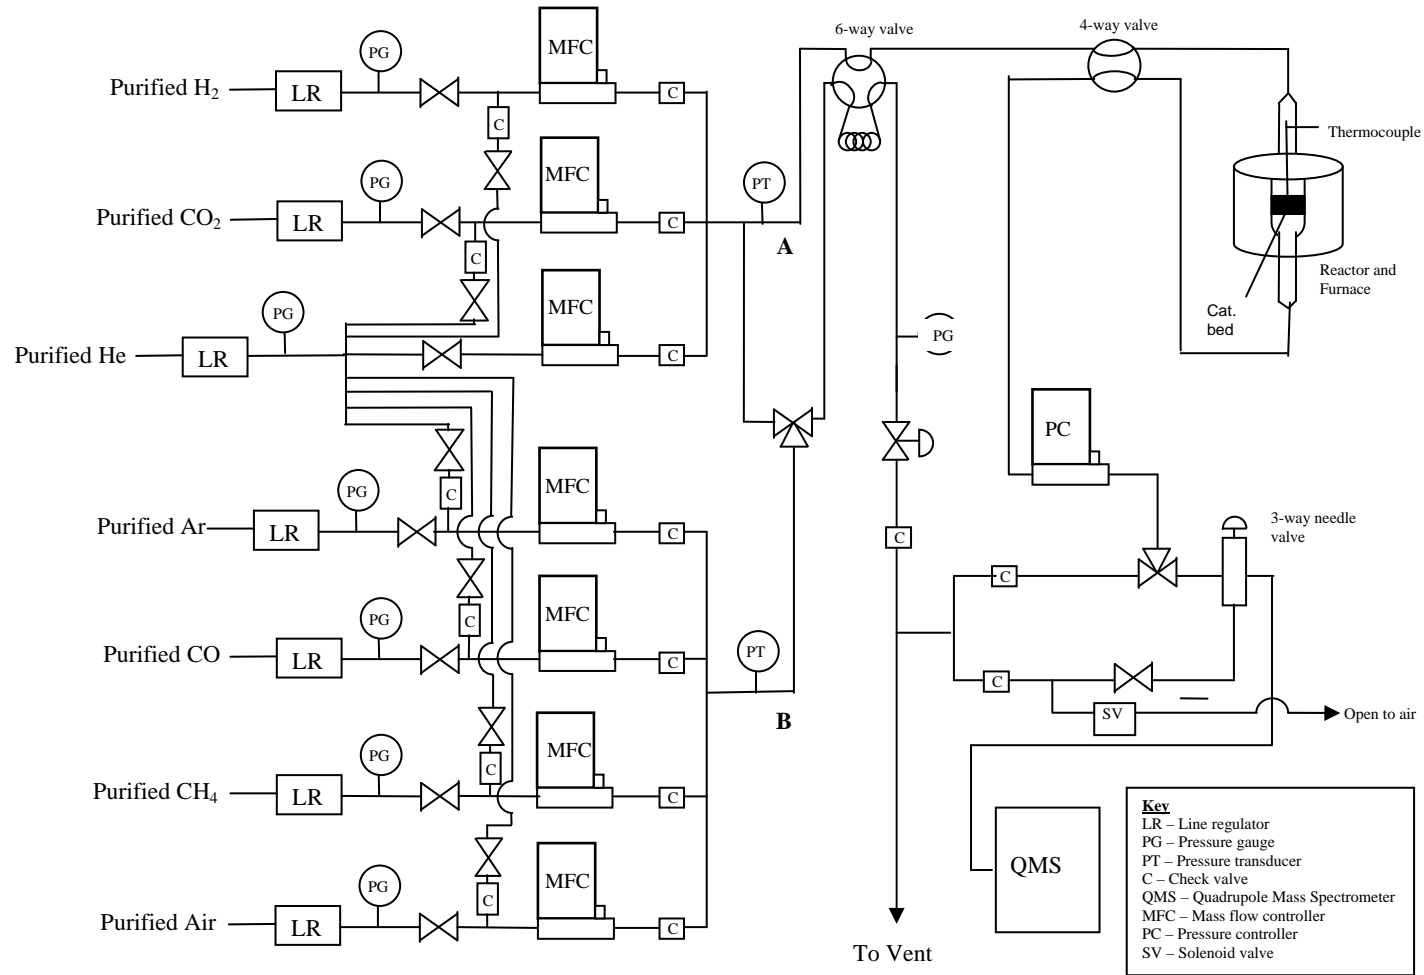 6-way valve
4-way valve
MFC
PG
Purified H2
LR
C
C
Thermocouple
MFC
PG
PT
Purified CO2
LR
C
A
C
Reactor and
Furnace
MFC
PG
Cat.
bed
PG
Purified He
LR
C
PC
MFC
PG
C
3-way needle
valve
Purified Ar
LR
C
C
C
MFC
PG
C
PT
Purified CO
LR
C
C
B
SV
Open to air
MFC
PG
C
Purified CH4
LR
C
QMS
MFC
PG
C
Purified Air
LR
C
To Vent
Key
LR – Line regulator
PG – Pressure gauge
PT – Pressure transducer
C – Check valve
QMS – Quadrupole Mass Spectrometer
MFC – Mass flow controller
PC – Pressure controller
SV – Solenoid valve